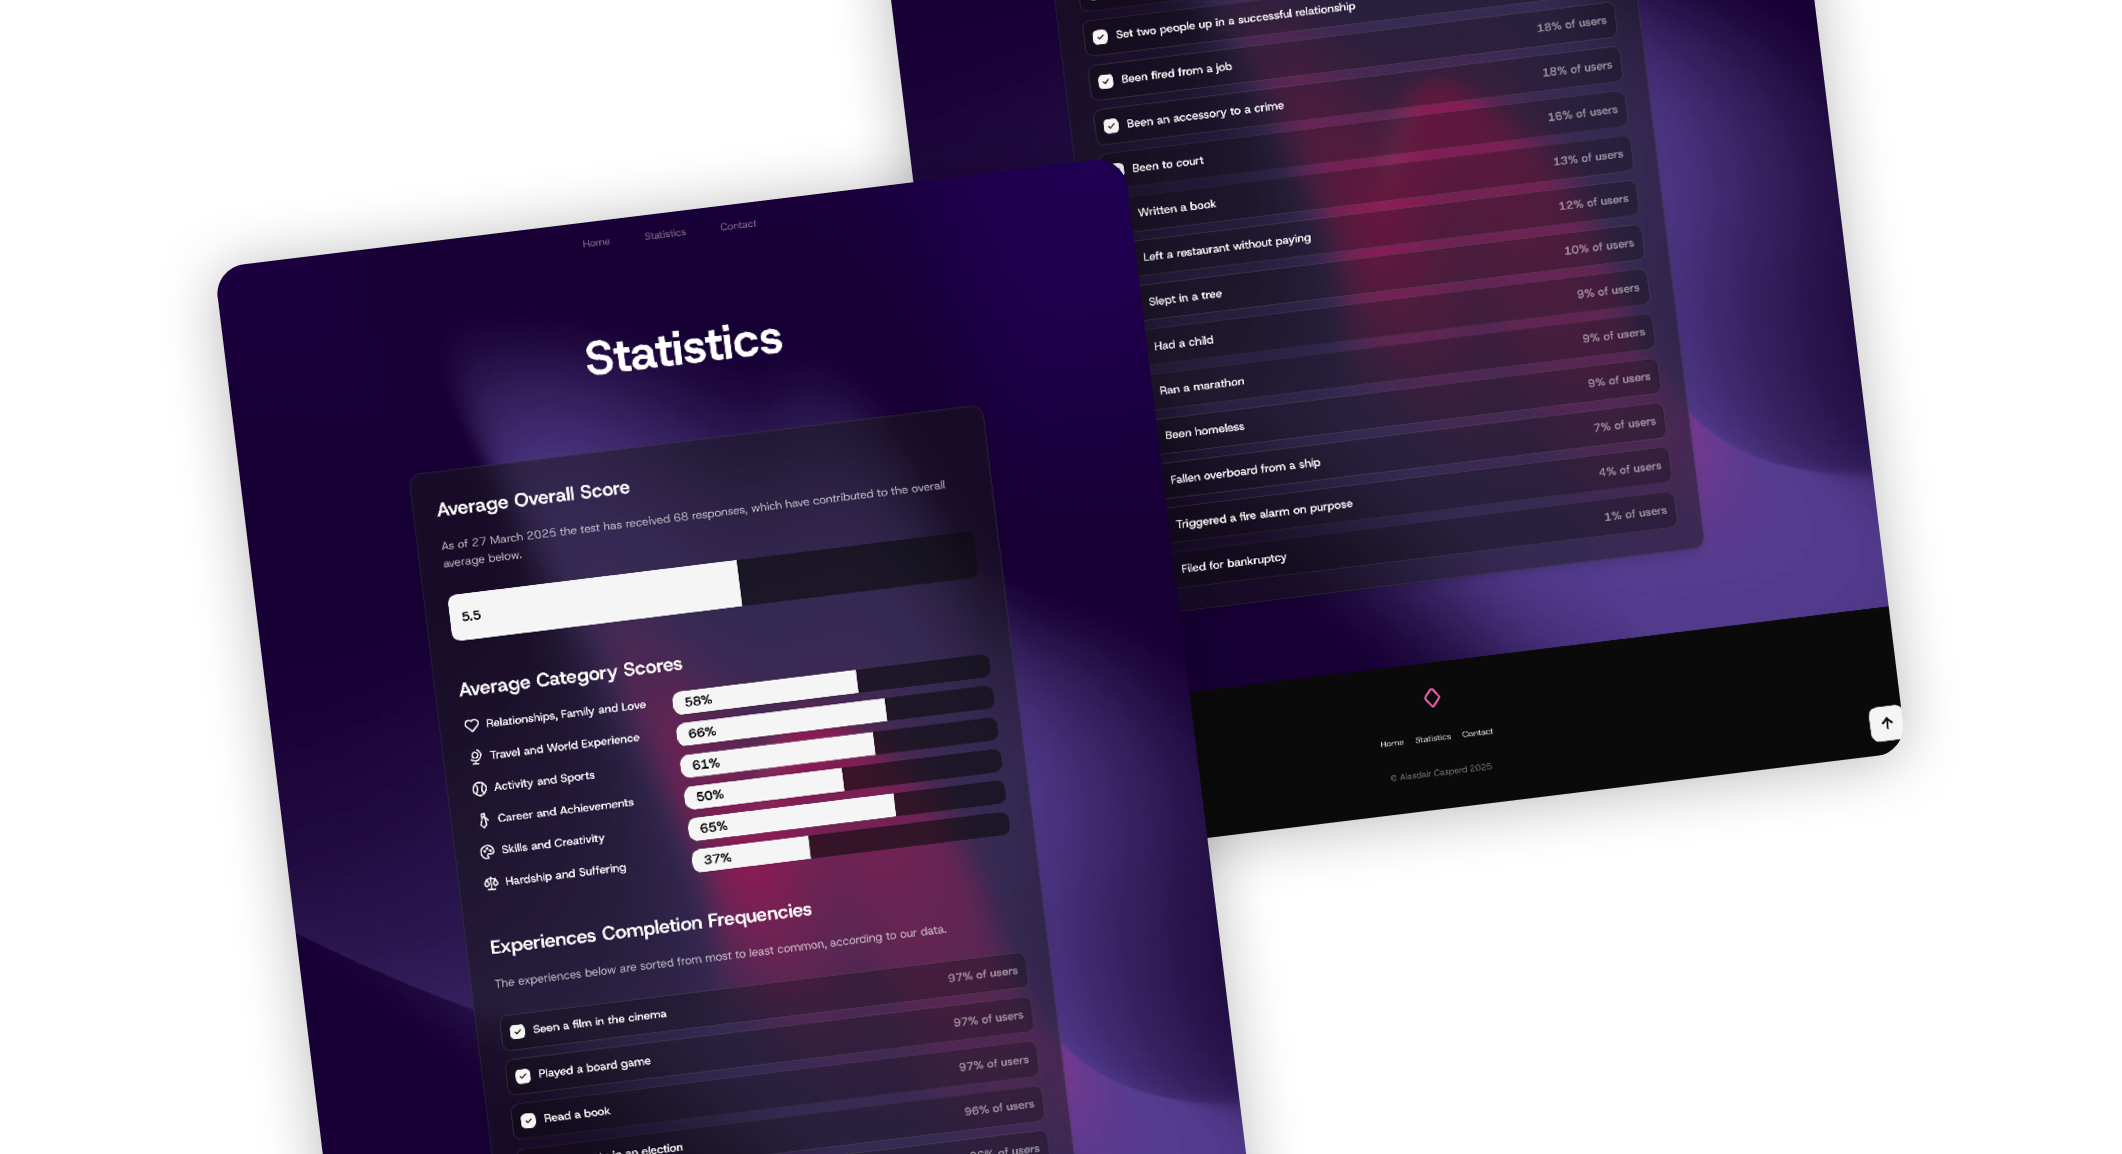 Home Statistics Contact
Statistics
Average Overall Score
As of 27 March 2025 the test has received 68 responses, which have contributed to the overall
average below.
5.5
Average Category Scores
Relationships, Family and Love 58%
Travel and World Experience 66%
Activity and Sports 61%
Career and Achievements 50%
Skills and Creativity 65%
Hardship and Suffering 37%
Experiences Completion Frequencies
The experiences below are sorted from most to least common, according to our data.
Seen a film in the cinema 97% of users
Played a board game 97% of users
Read a book 97% of users
in an election 96% of users
of users
Set two people up in a successful relationship
Been fired from a job 18% of users
Been an accessory to a crime 18% of users
Been to court 16% of users
Written a book 13% of users
Left a restaurant without paying 12% of users
Slept in a tree 10% of users
Had a child 9% of users
Ran a marathon 9% of users
Been homeless 9% of users
Fallen overboard from a ship 7% of users
Triggered a fire alarm on purpose 4% of users
Filed for bankruptcy 1% of users
Home Statistics Contact
© Alasdair Casperd 2025